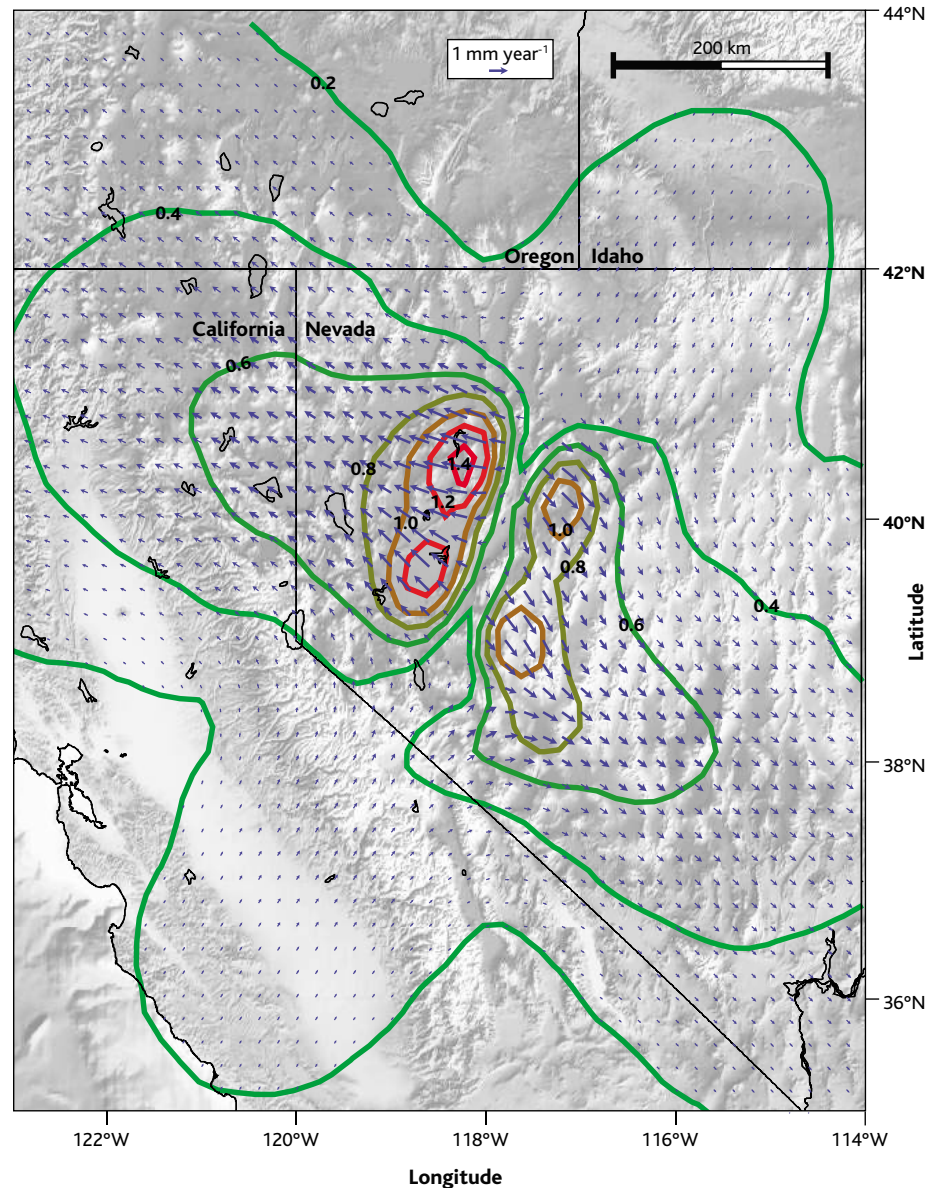 44°N
1 mm year-1
200 km
0.2
0.4
Oregon Idaho
42°N
California Nevada
0.6
0.8
1.4
1.2
1.0
1.0
40°N
0.8
0.6
0.4
Latitude
38°N
36°N
122°W 120°W 118°W 116°W 114°W
Longitude